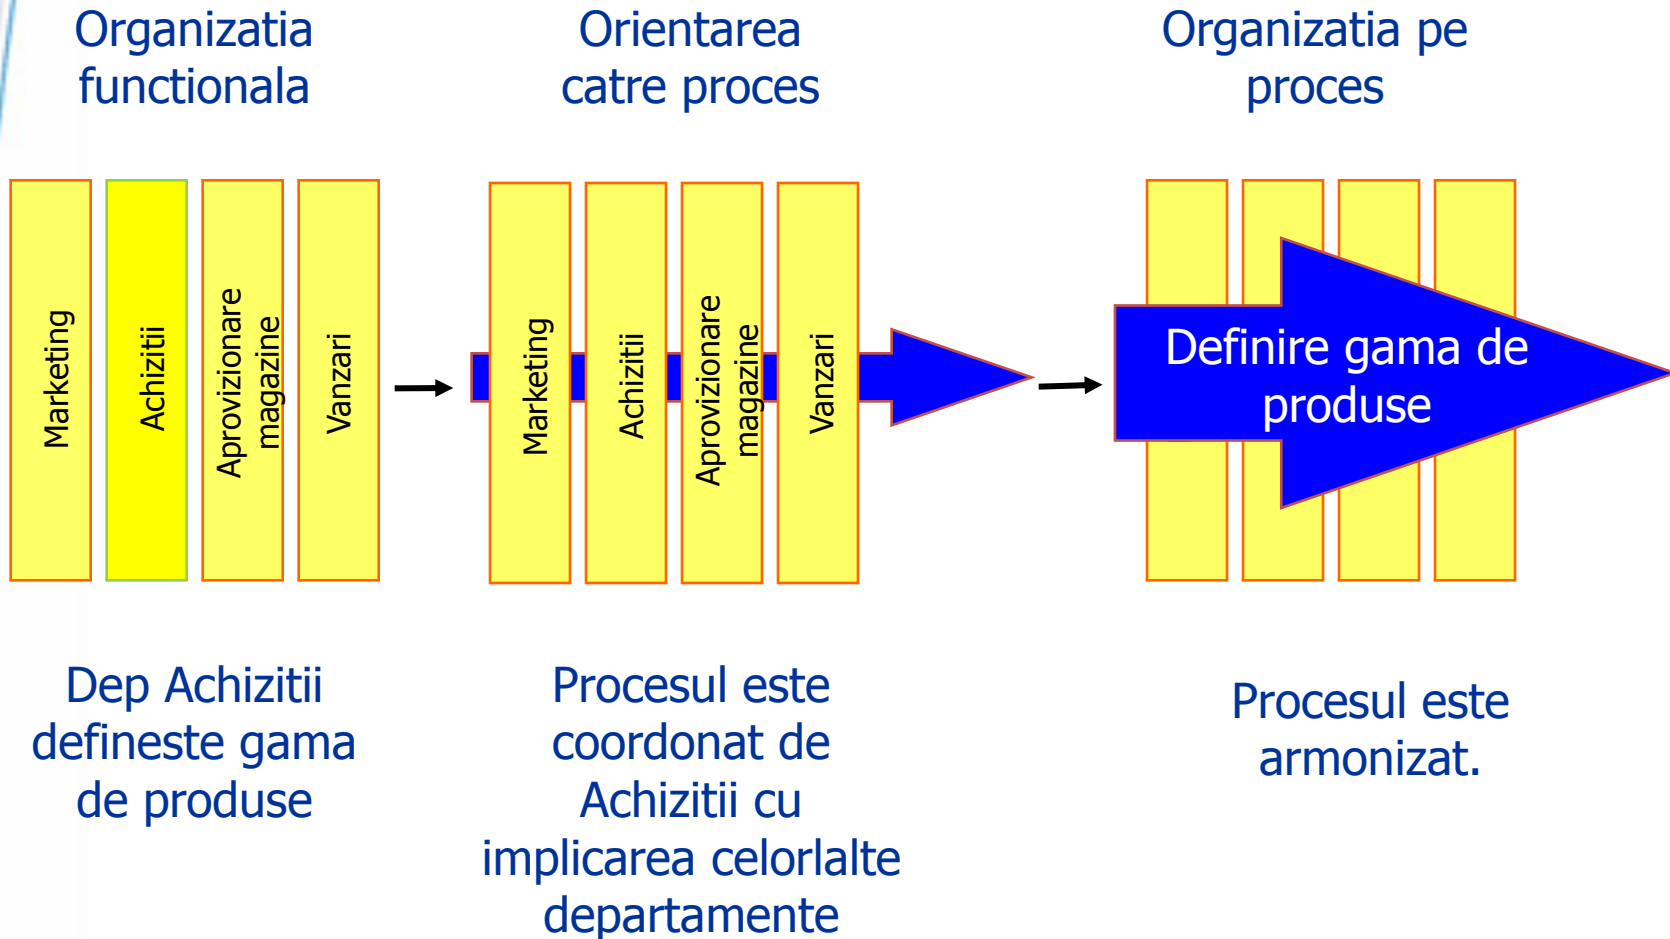 Organizatia
functionala
Orientarea
catre proces
Organizatia pe
proces
Marketing
Achizitii
Aprovizionare
magazine
Vanzari
Marketing
Achizitii
Aprovizionare
magazine
Vanzari
Definire gama de
produse
Dep Achizitii
defineste gama
de produse
Procesul este
coordonat de
Achizitii cu
implicarea celorlalte
departamente
Procesul este
armonizat.